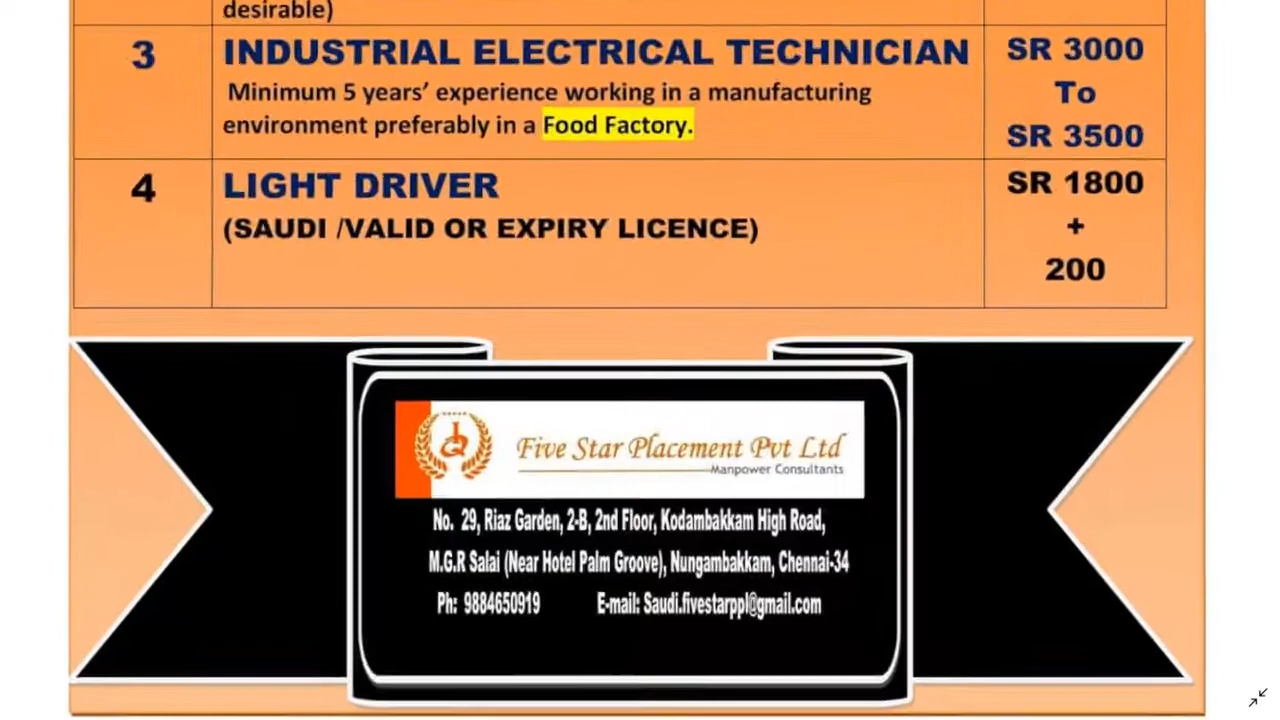 desirable)
3
INDUSTRIAL ELECTRICAL TECHNICIAN
Minimum 5 years’ experience working in a manufacturing
environment preferably in a Food Factory.
SR 3000
To
SR 3500
4
LIGHT DRIVER
(SAUDI /VALID OR EXPIRY LICENCE)
SR 1800
+
200
Five Star Placement Pvt Ltd
Manpower Consultants
No. 29, Riaz Garden, 2-B, 2nd Floor, Kodambakkam High Road,
M.G.R Salai (Near Hotel Palm Groove), Nungambakkam, Chennai-34
Ph: 9884650919 E-mail: Saudi.fivestarppl@gmail.com